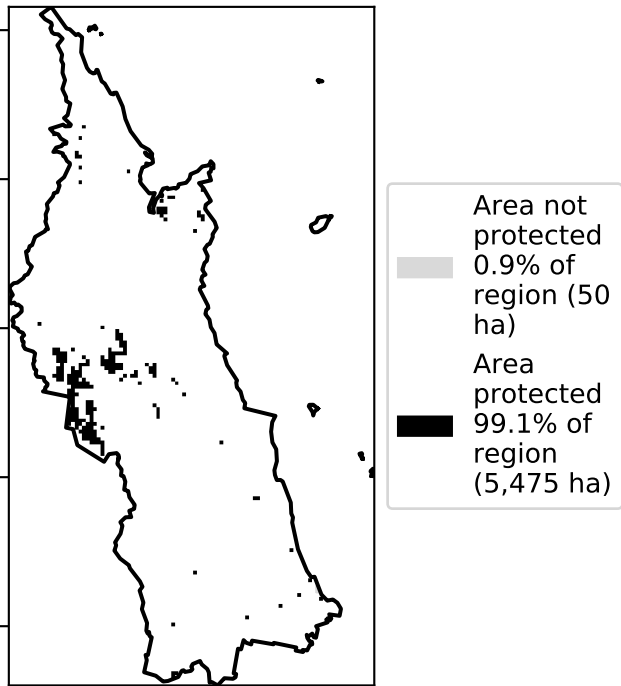 Area not
protected
0.9% of
region (50
ha)
Area
protected
99.1% of
region
(5,475 ha)